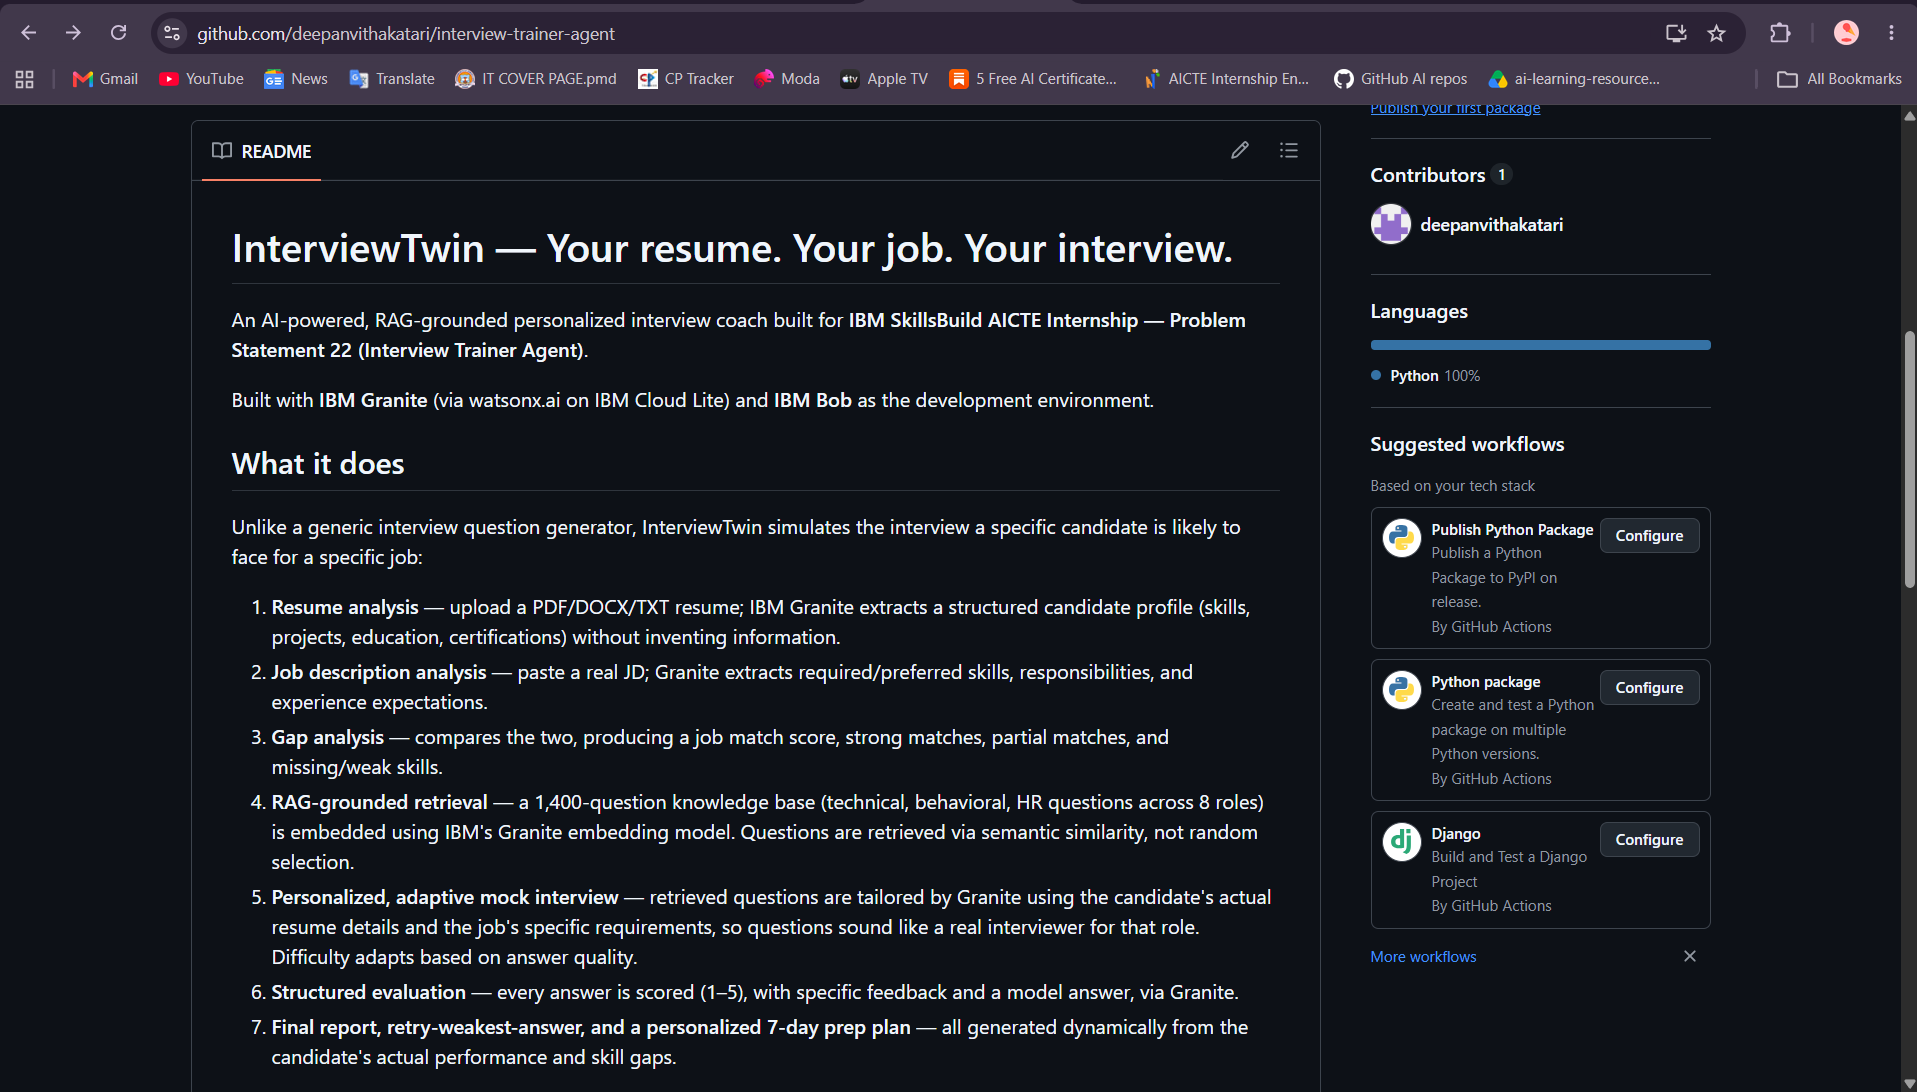 github.com/deepanvithakatari/interview-trainer-agent
Gmail
YouTube
News
Translate
IT COVER PAGE.pmd
CP Tracker
Moda
Apple TV
5 Free AI Certificate...
AICTE Internship En...
GitHub AI repos
ai-learning-resource...
All Bookmarks
README
InterviewTwin — Your resume. Your job. Your interview.
An AI-powered, RAG-grounded personalized interview coach built for IBM SkillsBuild AICTE Internship — Problem
Statement 22 (Interview Trainer Agent).
Built with IBM Granite (via watsonx.ai on IBM Cloud Lite) and IBM Bob as the development environment.
What it does
Unlike a generic interview question generator, InterviewTwin simulates the interview a specific candidate is likely to
face for a specific job:
1. Resume analysis — upload a PDF/DOCX/TXT resume; IBM Granite extracts a structured candidate profile (skills,
projects, education, certifications) without inventing information.
2. Job description analysis — paste a real JD; Granite extracts required/preferred skills, responsibilities, and
experience expectations.
3. Gap analysis — compares the two, producing a job match score, strong matches, partial matches, and
missing/weak skills.
4. RAG-grounded retrieval — a 1,400-question knowledge base (technical, behavioral, HR questions across 8 roles)
is embedded using IBM's Granite embedding model. Questions are retrieved via semantic similarity, not random
selection.
5. Personalized, adaptive mock interview — retrieved questions are tailored by Granite using the candidate's actual
resume details and the job's specific requirements, so questions sound like a real interviewer for that role.
Difficulty adapts based on answer quality.
6. Structured evaluation — every answer is scored (1–5), with specific feedback and a model answer, via Granite.
7. Final report, retry-weakest-answer, and a personalized 7-day prep plan — all generated dynamically from the
candidate's actual performance and skill gaps.
Publish your first package
Contributors 1
deepanvithakatari
Languages
Python 100%
Suggested workflows
Based on your tech stack
Publish Python Package
Configure
Publish a Python
Package to PyPI on
release.
By GitHub Actions
Python package
Configure
Create and test a Python
package on multiple
Python versions.
By GitHub Actions
dj
Django
Configure
Build and Test a Django
Project
By GitHub Actions
More workflows